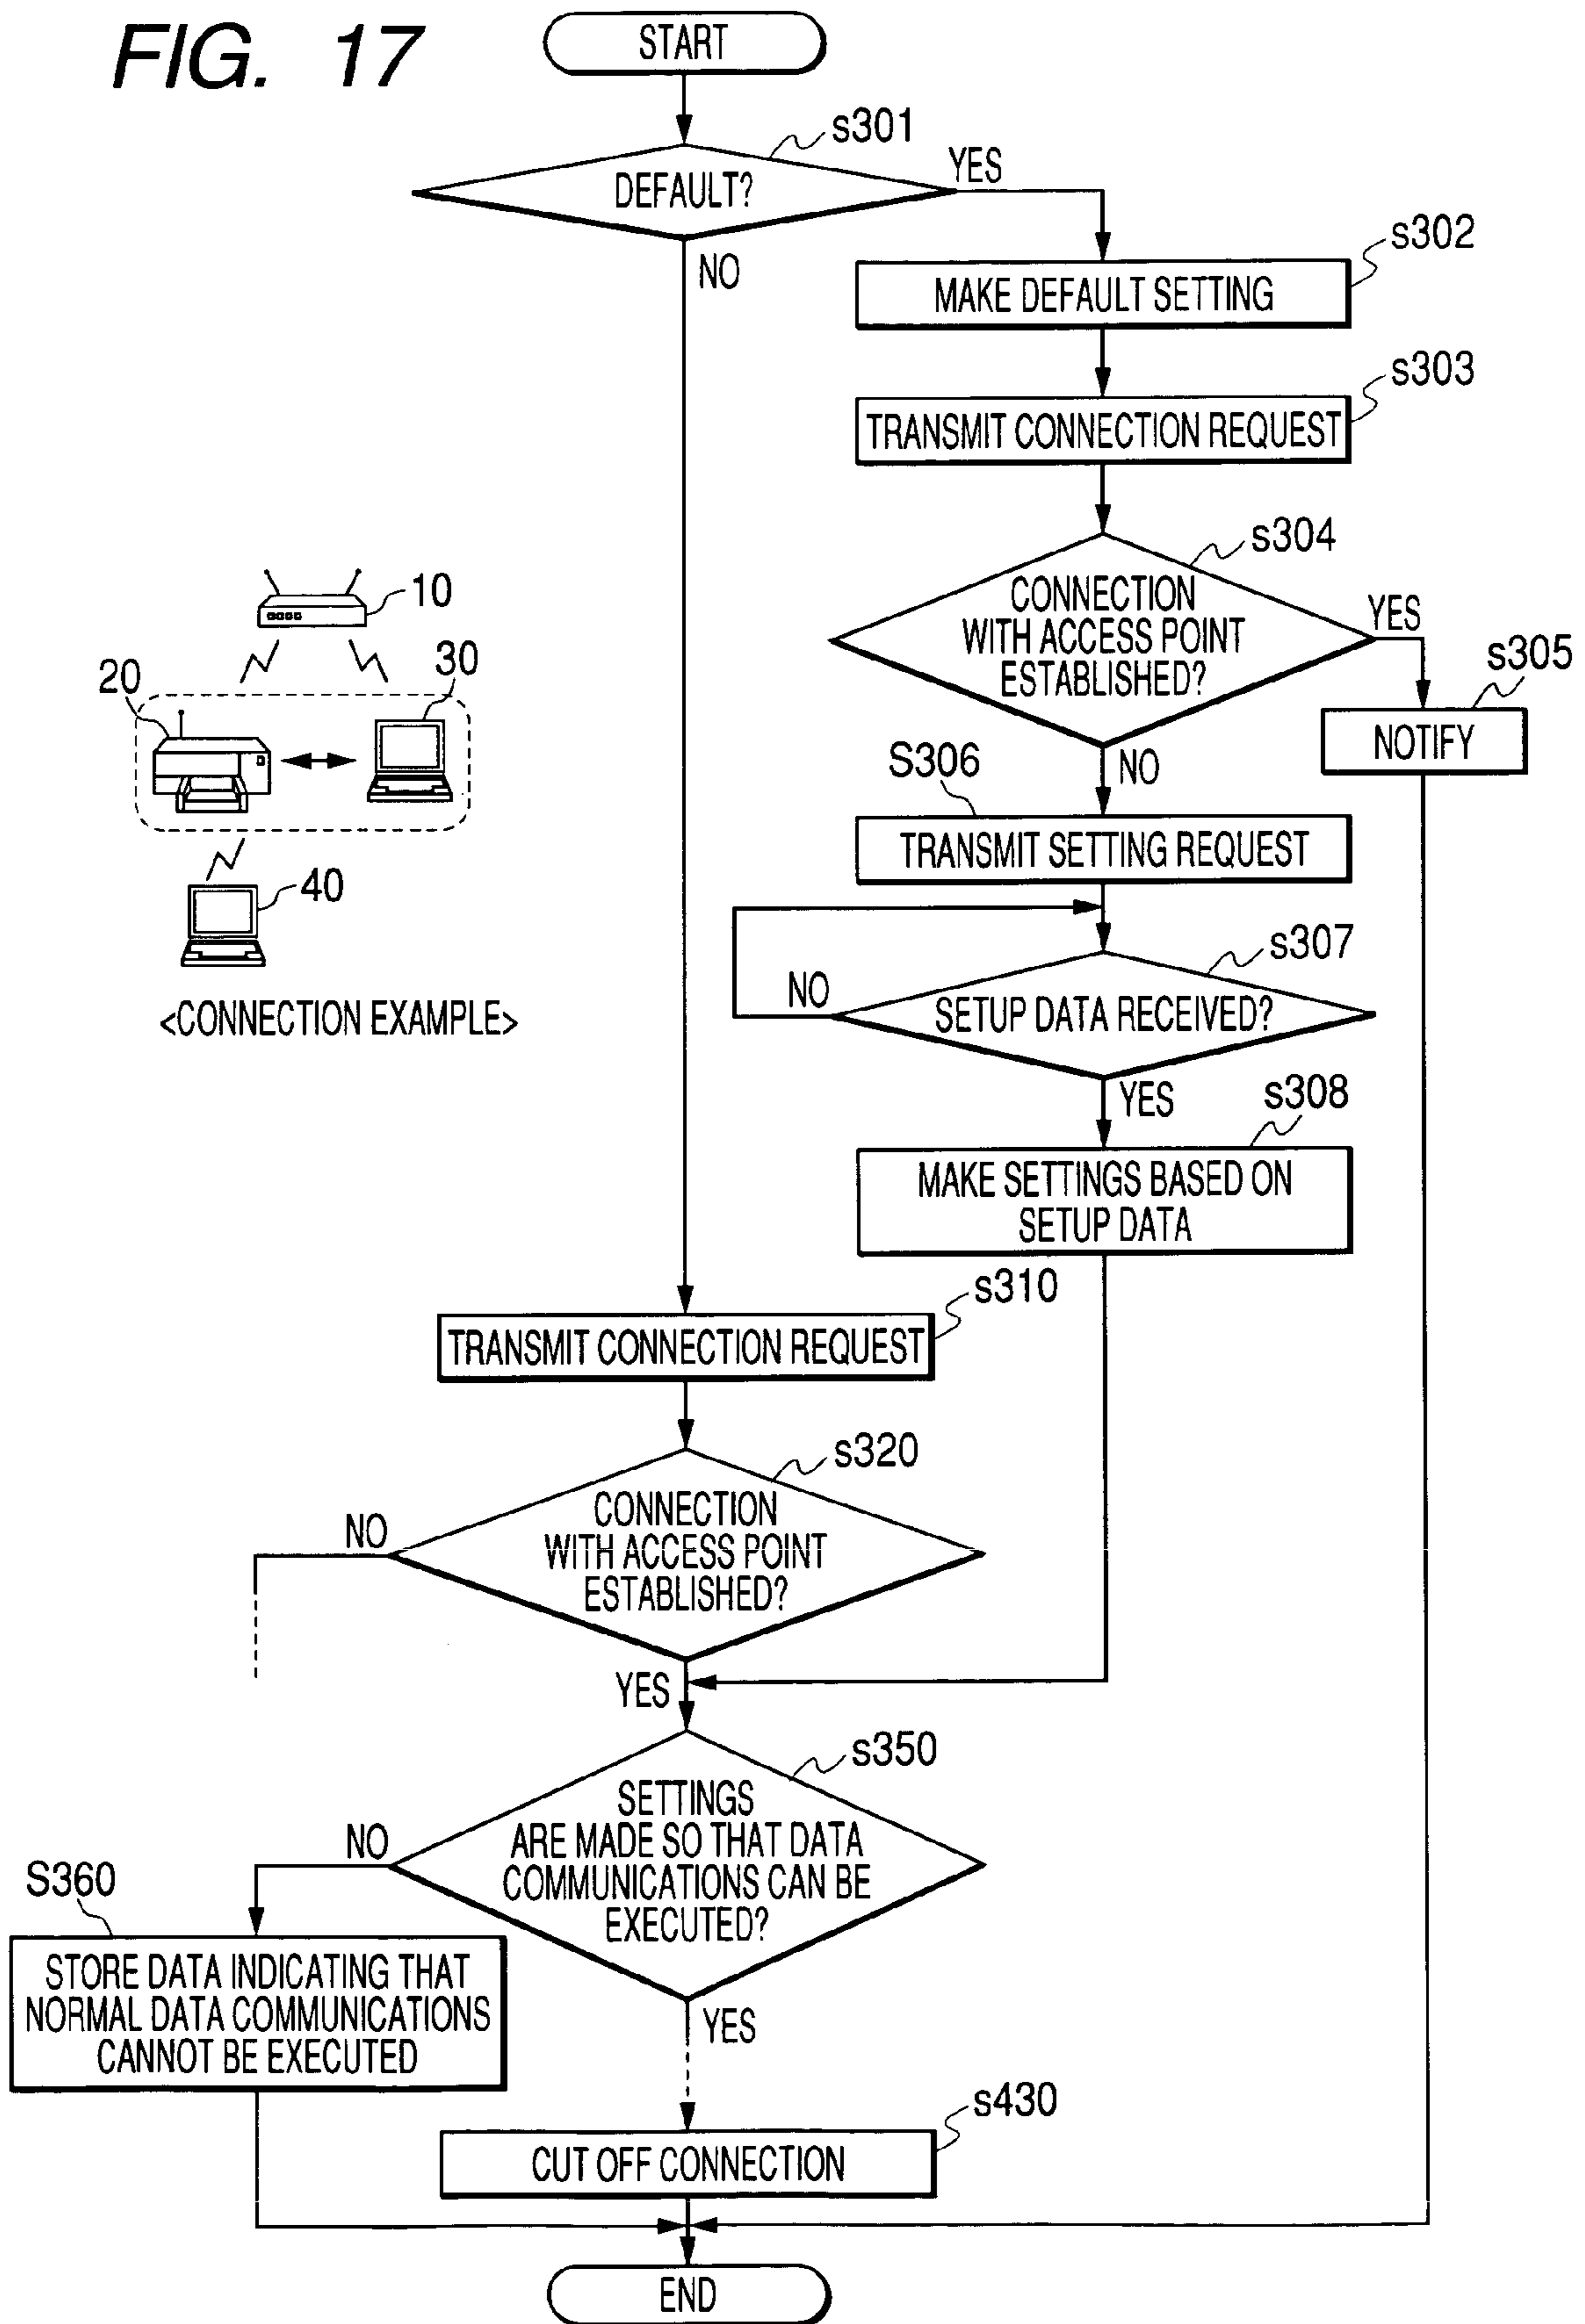 FIG. 17
START
s301
DEFAULT?
YES
NO
s302
MAKE DEFAULT SETTING
s303
TRANSMIT CONNECTION REQUEST
s304
CONNECTION
WITH ACCESS POINT
ESTABLISHED?
YES
s305
NOTIFY
NO
S306
TRANSMIT SETTING REQUEST
s307
SETUP DATA RECEIVED?
NO
YES
s308
MAKE SETTINGS BASED ON
SETUP DATA
10
20
30
40
<CONNECTION EXAMPLE>
s310
TRANSMIT CONNECTION REQUEST
s320
CONNECTION
WITH ACCESS POINT
ESTABLISHED?
NO
YES
s350
SETTINGS
ARE MADE SO THAT DATA
COMMUNICATIONS CAN BE
EXECUTED?
NO
S360
STORE DATA INDICATING THAT
NORMAL DATA COMMUNICATIONS
CANNOT BE EXECUTED
YES
s430
CUT OFF CONNECTION
END